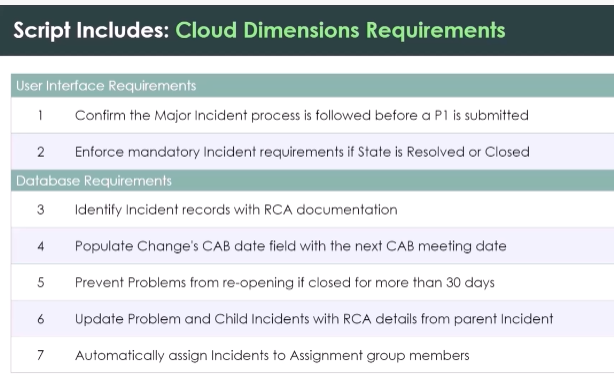 Script Includes: Cloud Dimensions Requirements
User Interface Requirements
1 Confirm the Major Incident process is followed before a P1 is submitted
2 Enforce mandatory Incident requirements if State is Resolved or Closed
Database Requirements
3 Identify Incident records with RCA documentation
4 Populate Change's CAB date field with the next CAB meeting date
5 Prevent Problems from re-opening if closed for more than 30 days
6 Update Problem and Child Incidents with RCA details from parent Incident
7 Automatically assign Incidents to Assignment group members